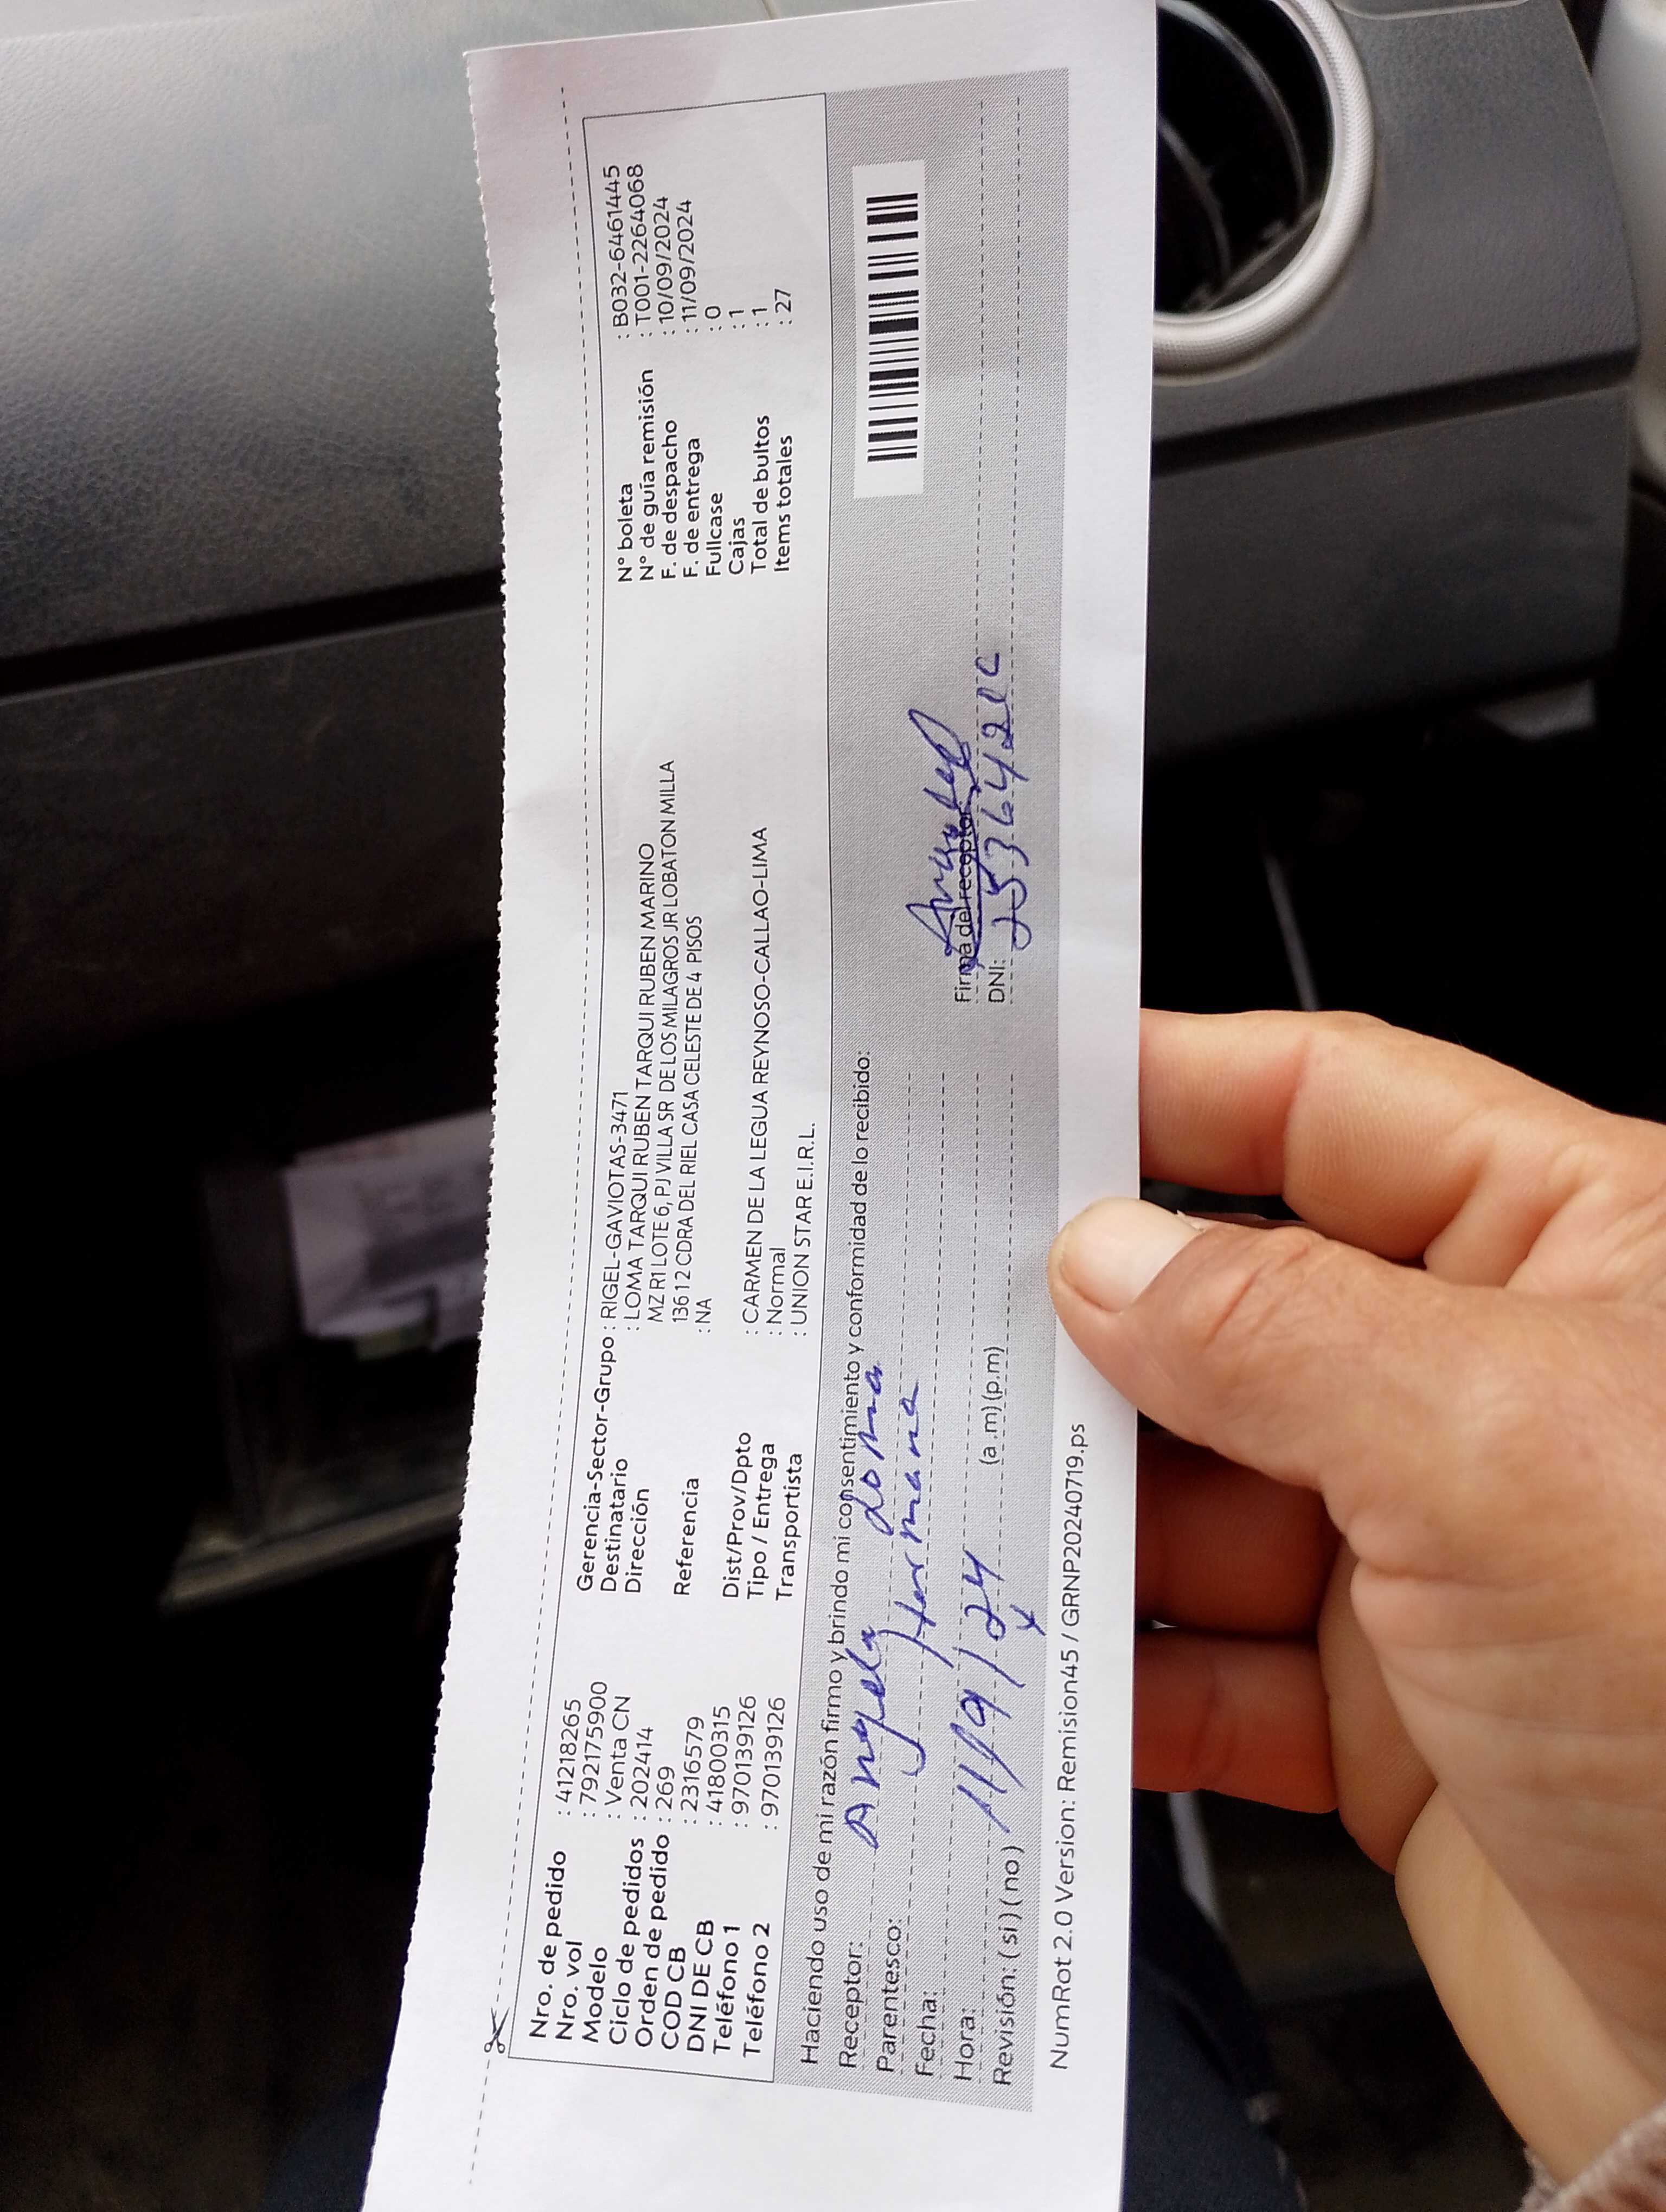 Nro. de pedido : 41218265
Nro. vol : 792175900
Modelo : Venta CN
Ciclo de pedidos : 202414
Orden de pedido : 269
COD CB : 2316579
DNI DE CB : 41800315
Teléfono 1 : 970139126
Teléfono 2 : 970139126
Gerencia-Sector-Grupo : RIGEL-GAVIOTAS-3471
Destinatario : LOMA TARQUI RUBEN TARQUI RUBEN MARINO
Dirección MZ R1 LOTE 6, PJ VILLA SR DE LOS MILAGROS JR LOBATON MILLA
136 12 CDRA DEL RIEL CASA CELESTE DE 4 PISOS
Referencia : NA
Dist/Prov/Dpto : CARMEN DE LA LEGUA REYNOSO-CALLAO-LIMA
Tipo / Entrega : Normal
Transportista : UNION STAR E.I.R.L.
N° boleta : B032-6461445
N° de guía remisión : T001-2264068
F. de despacho : 10/09/2024
F. de entrega : 11/09/2024
Fullcase : 0
Cajas : 1
Total de bultos : 1
Items totales : 27
Haciendo uso de mi razón firmo y brindo mi consentimiento y conformidad de lo recibido:
Receptor: Angela loma
Parentesco: Hermana
Fecha: 11/9/24
Hora: (a.m) (p.m)
Revisión: (si) (no)
Firma del receptor
DNI:
NumRot 2.0 Version: Remision45 / GRNP20240719.ps